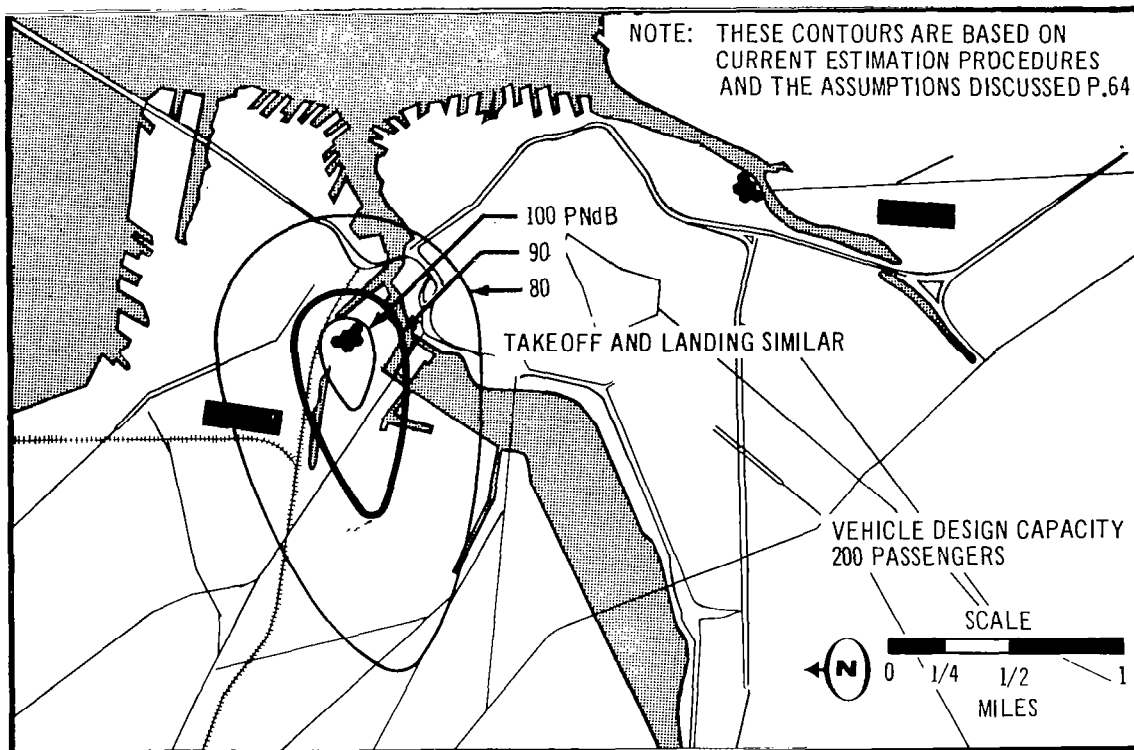 NOTE: THESE CONTOURS ARE BASED ON
CURRENT ESTIMATION PROCEDURES
AND THE ASSUMPTIONS DISCUSSED P.64
100 PNdB
90
80
TAKEOFF AND LANDING SIMILAR
VEHICLE DESIGN CAPACITY
200 PASSENGERS
SCALE
N
0 1/4 1/2 1
MILES